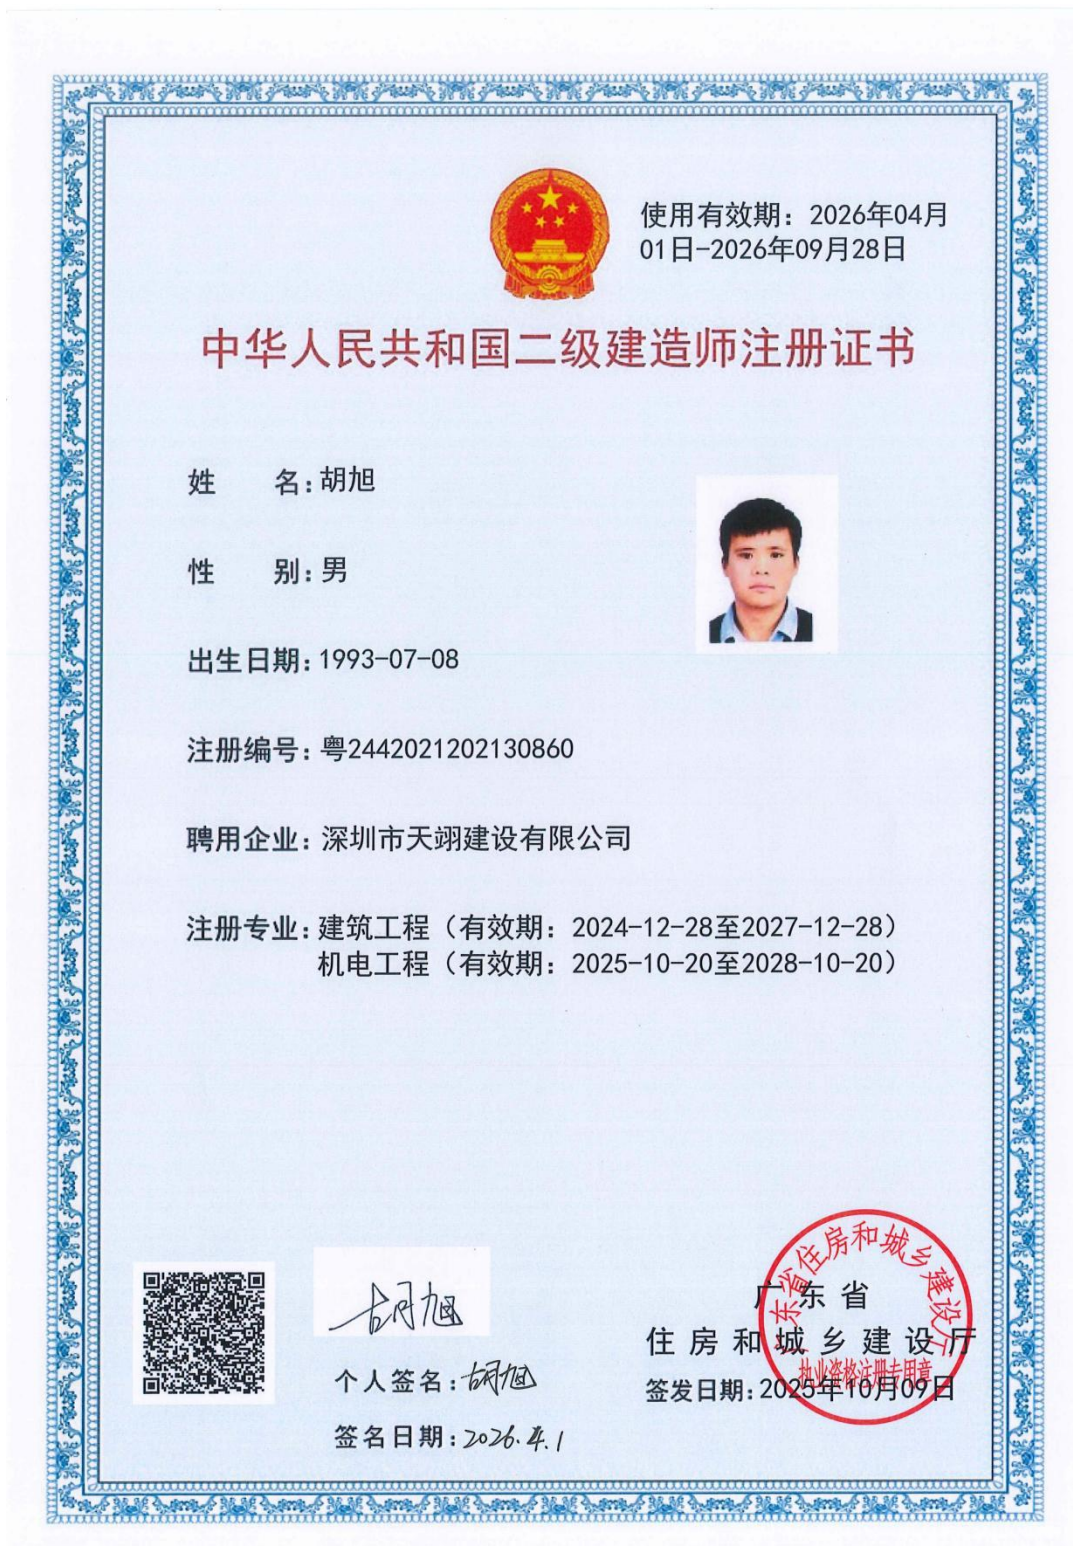 使用有效期：2026年04月
01日-2026年09月28日
中华人民共和国二级建造师注册证书
姓 名：胡旭
性 别：男
出生日期：1993-07-08
注册编号：粤2442021202130860
聘用企业：深圳市天翊建设有限公司
注册专业：建筑工程（有效期：2024-12-28至2027-12-28）
机电工程（有效期：2025-10-20至2028-10-20）
胡旭
个人签名：胡旭
签名日期：2026.4.1
广东省住房和城乡建设厅
执业资格注册专用章
广东省
住房和城乡建设厅
签发日期：2025年10月09日